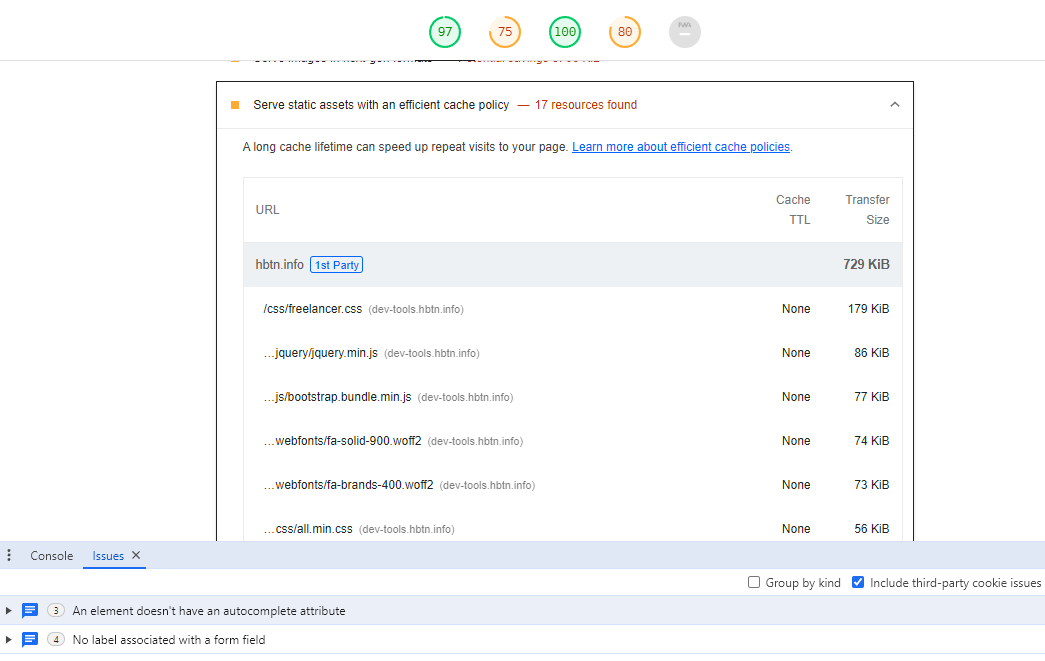 97 75 100 80 PWA
Serve static assets with an efficient cache policy — 17 resources found
A long cache lifetime can speed up repeat visits to your page. Learn more about efficient cache policies.
URL Cache TTL Transfer Size
hbtn.info 1st Party 729 KiB
/css/freelancer.css (dev-tools.hbtn.info) None 179 KiB
…jquery/jquery.min.js (dev-tools.hbtn.info) None 86 KiB
…js/bootstrap.bundle.min.js (dev-tools.hbtn.info) None 77 KiB
…webfonts/fa-solid-900.woff2 (dev-tools.hbtn.info) None 74 KiB
…webfonts/fa-brands-400.woff2 (dev-tools.hbtn.info) None 73 KiB
…css/all.min.css (dev-tools.hbtn.info) None 56 KiB
Console Issues
Group by kind Include third-party cookie issues
3 An element doesn't have an autocomplete attribute
4 No label associated with a form field